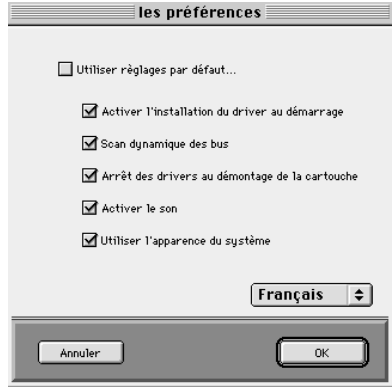 les préférences
Utiliser règlages par défaut...
Activer l'installation du driver au démarrage
Scan dynamique des bus
Arrêt des drivers au démontage de la cartouche
Activer le son
Utiliser l'apparence du système
Français
Annuler
OK